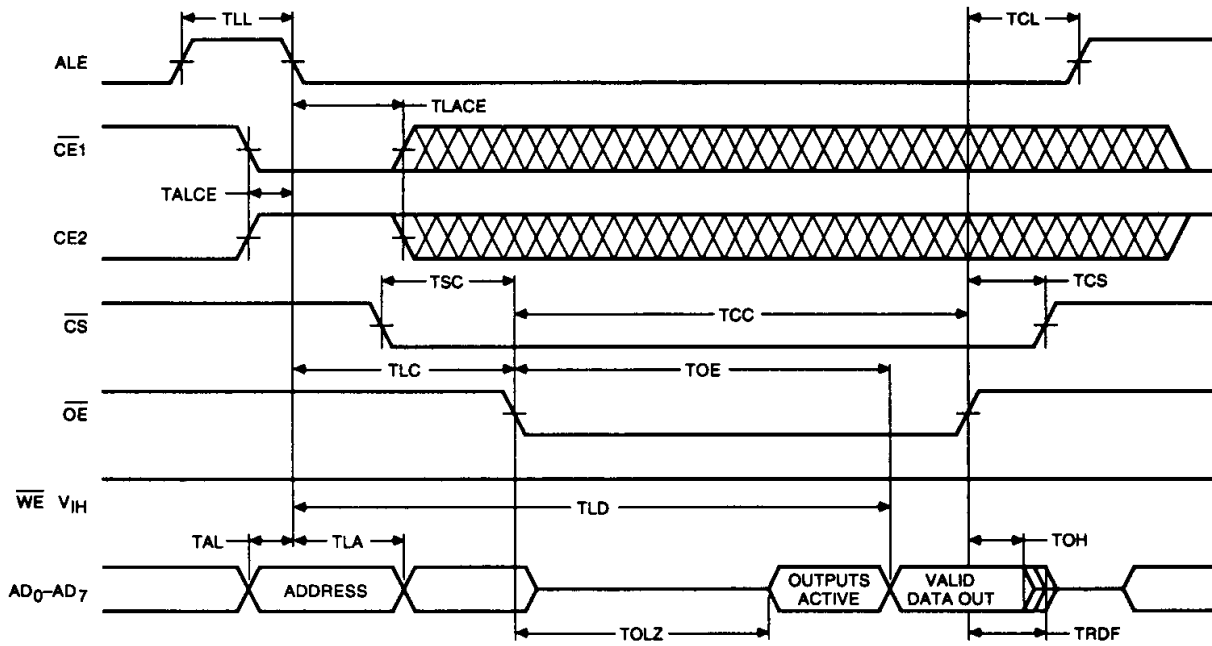 TLL
TCL
ALE
TLACE
CE1
TALCE
CE2
TSC
TCS
CS
TCC
TLC
TOE
OE
WE VIH
TLD
TAL
TLA
TOH
AD0–AD7
ADDRESS
OUTPUTS
ACTIVE
VALID
DATA OUT
TOLZ
TRDF